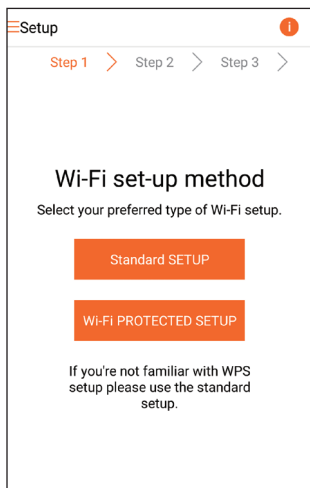 Setup
i
Step 1 Step 2 Step 3
Wi-Fi set-up method
Select your preferred type of Wi-Fi setup.
Standard SETUP
Wi-Fi PROTECTED SETUP
If you're not familiar with WPS
setup please use the standard
setup.